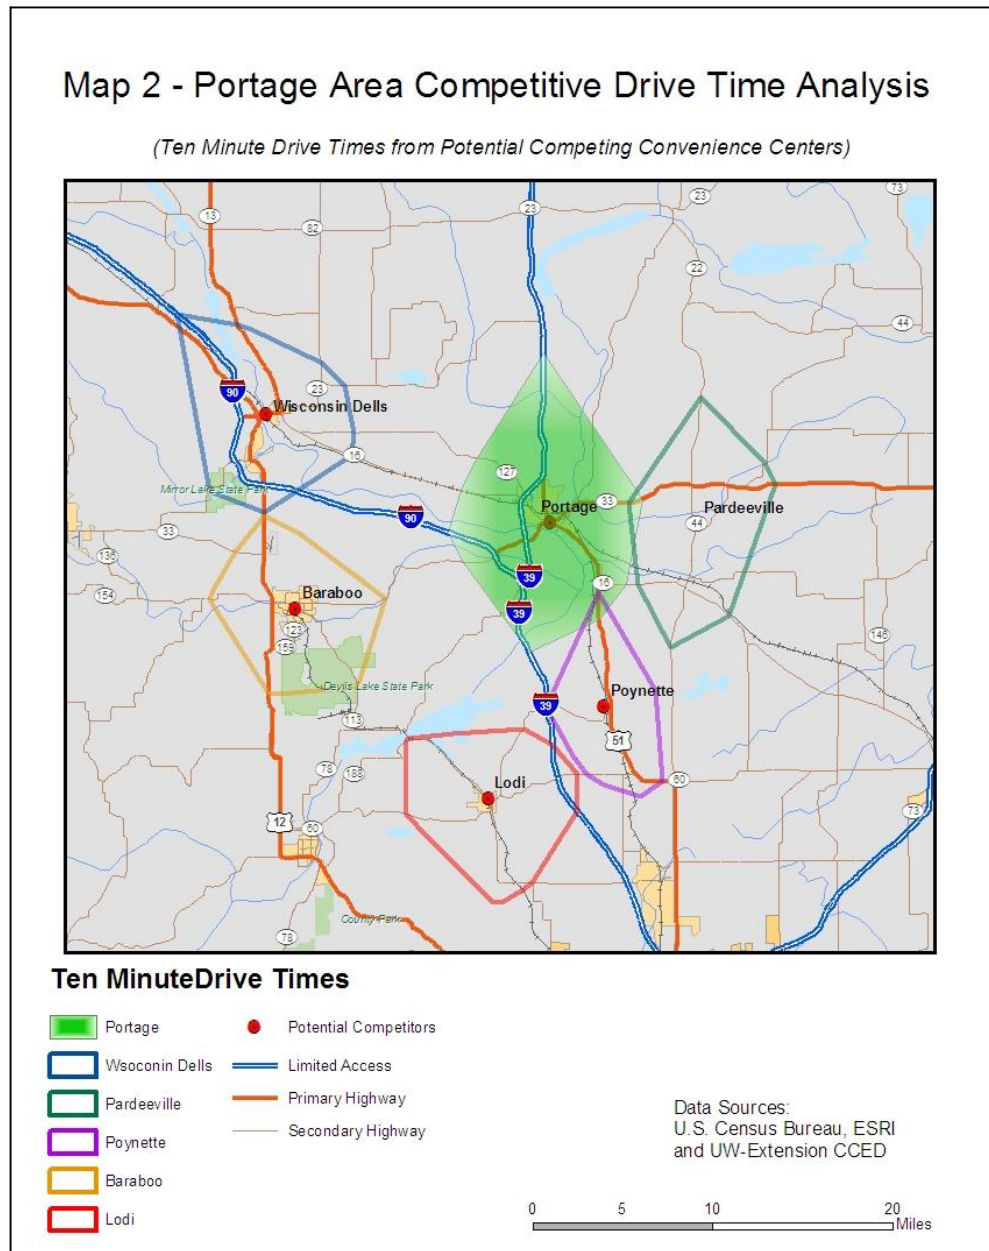 Map 2 - Portage Area Competitive Drive Time Analysis
(Ten Minute Drive Times from Potential Competing Convenience Centers)
23
73
13
82
23
22
44
90
23
Wisconsin Dells
16
127
Mirror Lake State Park
33
Portage
Pardeeville
44
90
33
136
39
154
16
Baraboo
39
123
159
146
Devils Lake State Park
Poynette
39
113
51
78
188
60
Lodi
12
60
73
County Park
78
Ten MinuteDrive Times
Portage
Potential Competitors
Wsoconin Dells
Limited Access
Pardeeville
Primary Highway
Poynette
Secondary Highway
Baraboo
Lodi
Data Sources:
U.S. Census Bureau, ESRI
and UW-Extension CCED
0 5 10 20
Miles